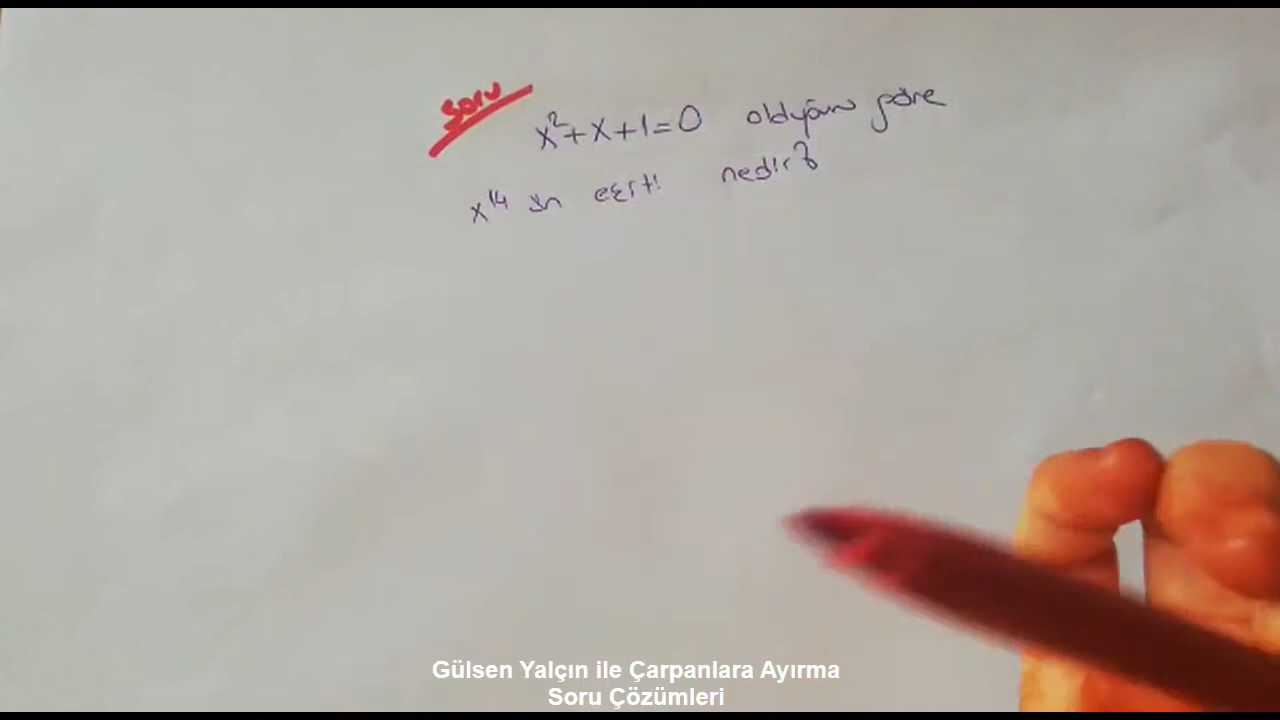 Soru
x²+x+1=0 olduğuna göre
x¹⁴ ün eşiti nedir?
Gülsen Yalçın ile Çarpanlara Ayırma
Soru Çözümleri